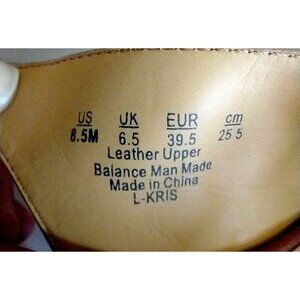 US UK EUR cm
8.5M 6.5 39.5 25 5
Leather Upper
Balance Man Made
Made in China
L-KRIS